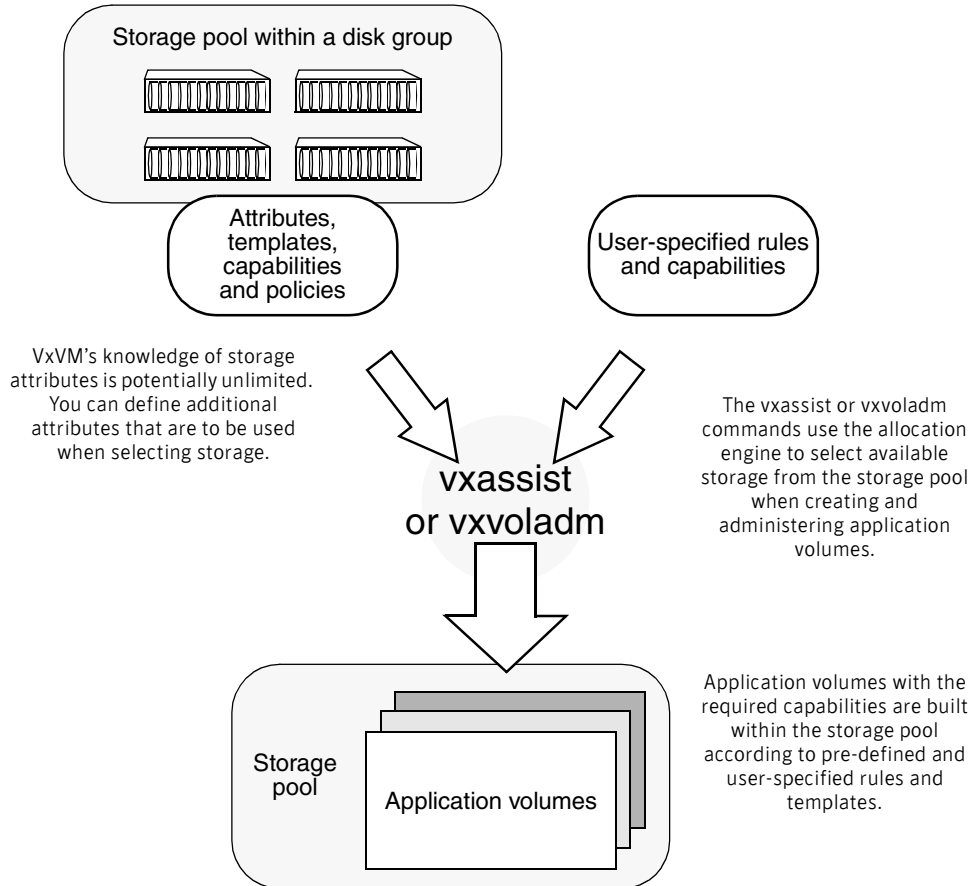 Storage pool within a disk group
Attributes,
templates,
capabilities
and policies
User-specified rules
and capabilities
VxVM's knowledge of storage
attributes is potentially unlimited.
You can define additional
attributes that are to be used
when selecting storage.
The vxassist or vxvoladm
commands use the allocation
engine to select available
storage from the storage pool
when creating and
administering application
volumes.
vxassist
or vxvoladm
Application volumes with the
required capabilities are built
within the storage pool
according to pre-defined and
user-specified rules and
templates.
Storage
pool
Application volumes